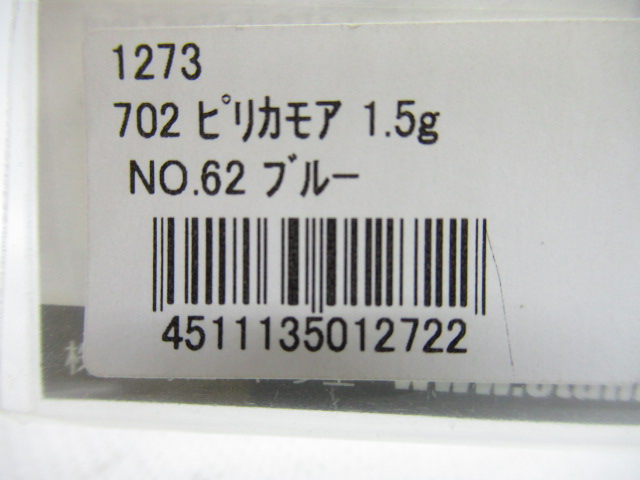 1273
702 ﾋﾟﾘｶﾓｱ 1.5g
NO.62 ﾌﾞﾙｰ
4511135012722